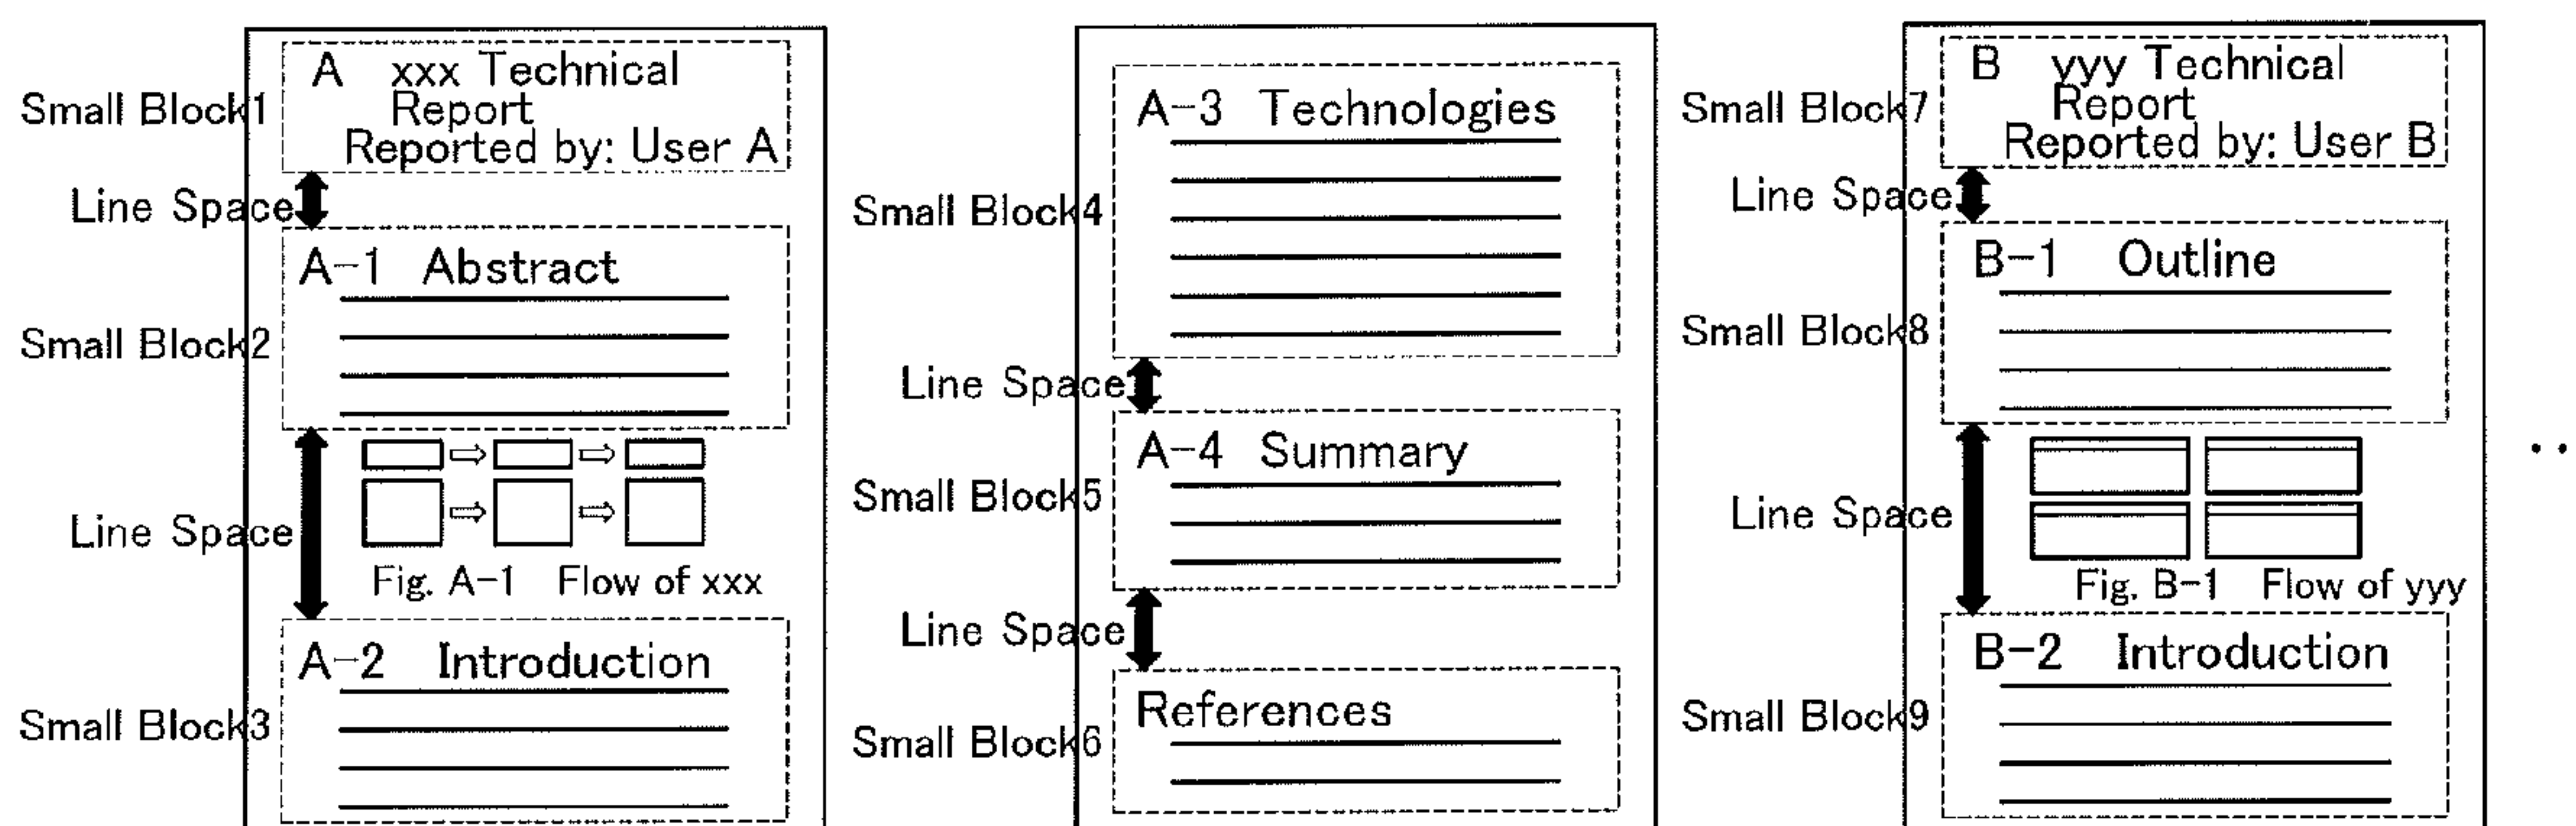 Small Block1
A xxx Technical
Report
Reported by: User A
Line Space
Small Block2
A-1 Abstract
Line Space
Fig. A-1 Flow of xxx
Small Block3
A-2 Introduction
Small Block4
A-3 Technologies
Line Space
Small Block5
A-4 Summary
Line Space
Small Block6
References
Small Block7
B yyy Technical
Report
Reported by: User B
Line Space
Small Block8
B-1 Outline
Line Space
Fig. B-1 Flow of yyy
Small Block9
B-2 Introduction